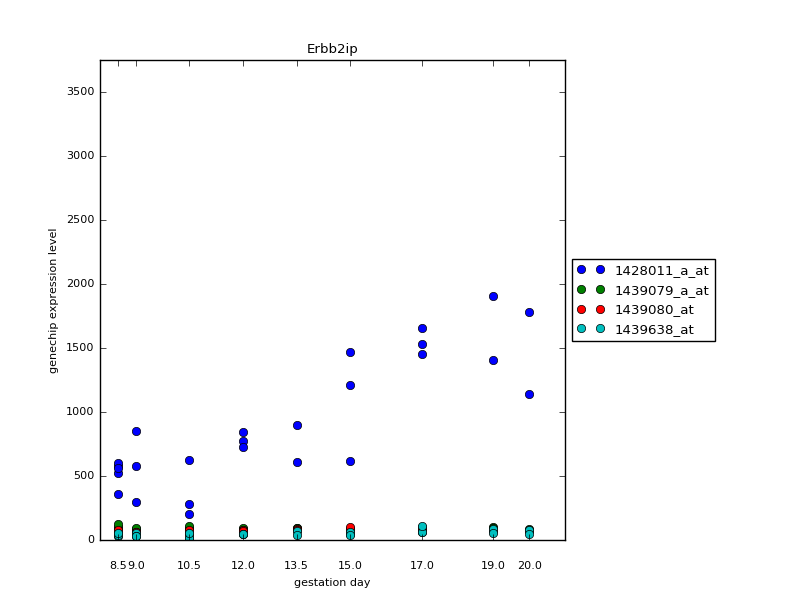 Erbb2ip
3500
3000
2500
2000
1500
1000
500
0
genechip expression level
8.5 9.0 10.5 12.0 13.5 15.0 17.0 19.0 20.0
gestation day
1428011_a_at
1439079_a_at
1439080_at
1439638_at